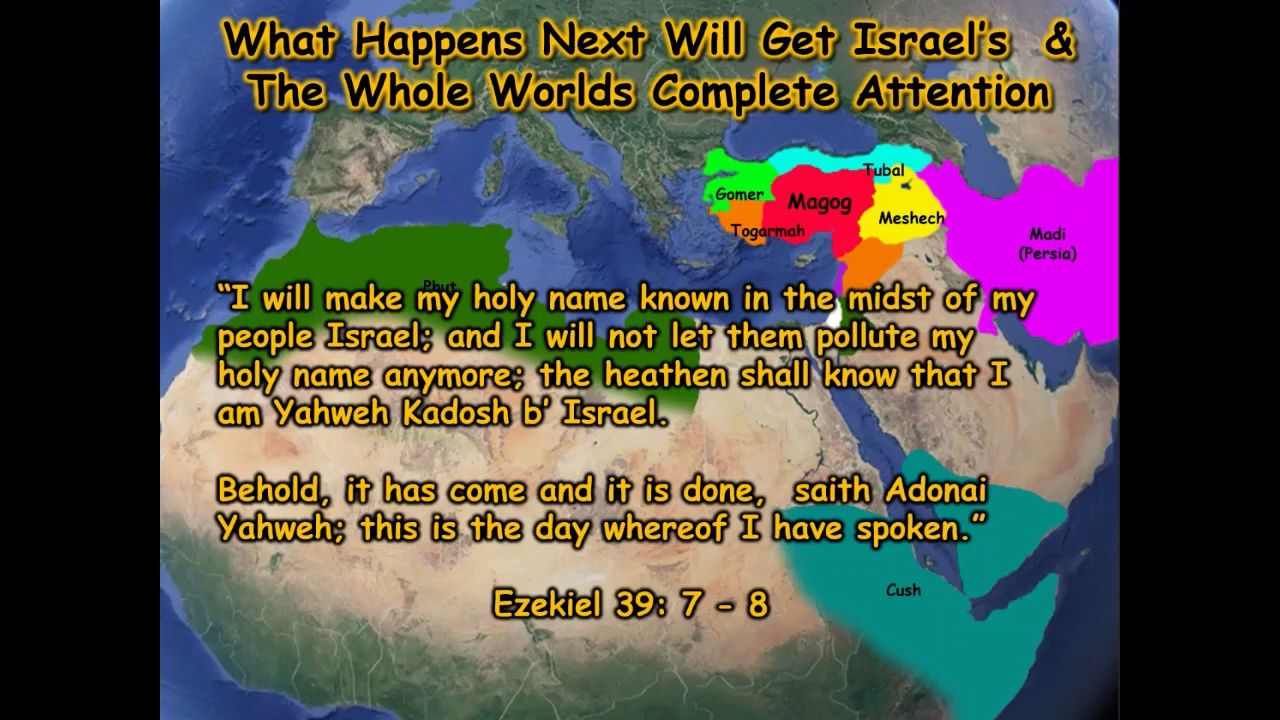 What Happens Next Will Get Israel's & 
The Whole Worlds Complete Attention
Tubal
Gomer
Magog
Meshech
Togarmah
Madi
(Persia)
Phut
“I will make my holy name known in the midst of my
people Israel; and I will not let them pollute my
holy name anymore; the heathen shall know that I
am Yahweh Kadosh b’ Israel.
Behold, it has come and it is done, saith Adonai
Yahweh; this is the day whereof I have spoken.”
Cush
Ezekiel 39: 7 - 8